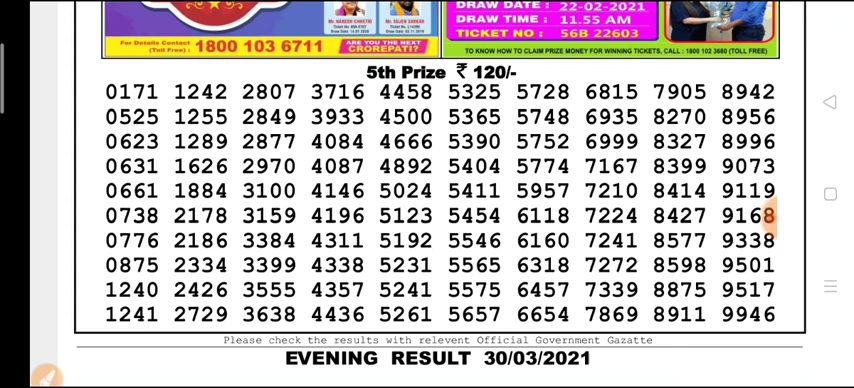 Mr. RAJEN SARKAR
DRAW DATE : 22-02-2021
DRAW TIME : 11.55 AM
TICKET NO : 56B 22603
For Details Contact (Toll Free) : 1800 103 6711
ARE YOU THE NEXT CROREPATI?
TO KNOW HOW TO CLAIM PRIZE MONEY FOR WINNING TICKETS, CALL : 1800 102 3680 (TOLL FREE)
5th Prize ₹ 120/-
0171 1242 2807 3716 4458 5325 5728 6815 7905 8942
0525 1255 2849 3933 4500 5365 5748 6935 8270 8956
0623 1289 2877 4084 4666 5390 5752 6999 8327 8996
0631 1626 2970 4087 4892 5404 5774 7167 8399 9073
0661 1884 3100 4146 5024 5411 5957 7210 8414 9119
0738 2178 3159 4196 5123 5454 6118 7224 8427 9168
0776 2186 3384 4311 5192 5546 6160 7241 8577 9338
0875 2334 3399 4338 5231 5565 6318 7272 8598 9501
1240 2426 3555 4357 5241 5575 6457 7339 8875 9517
1241 2729 3638 4436 5261 5657 6654 7869 8911 9946
Please check the results with relevent Official Government Gazatte
EVENING RESULT 30/03/2021